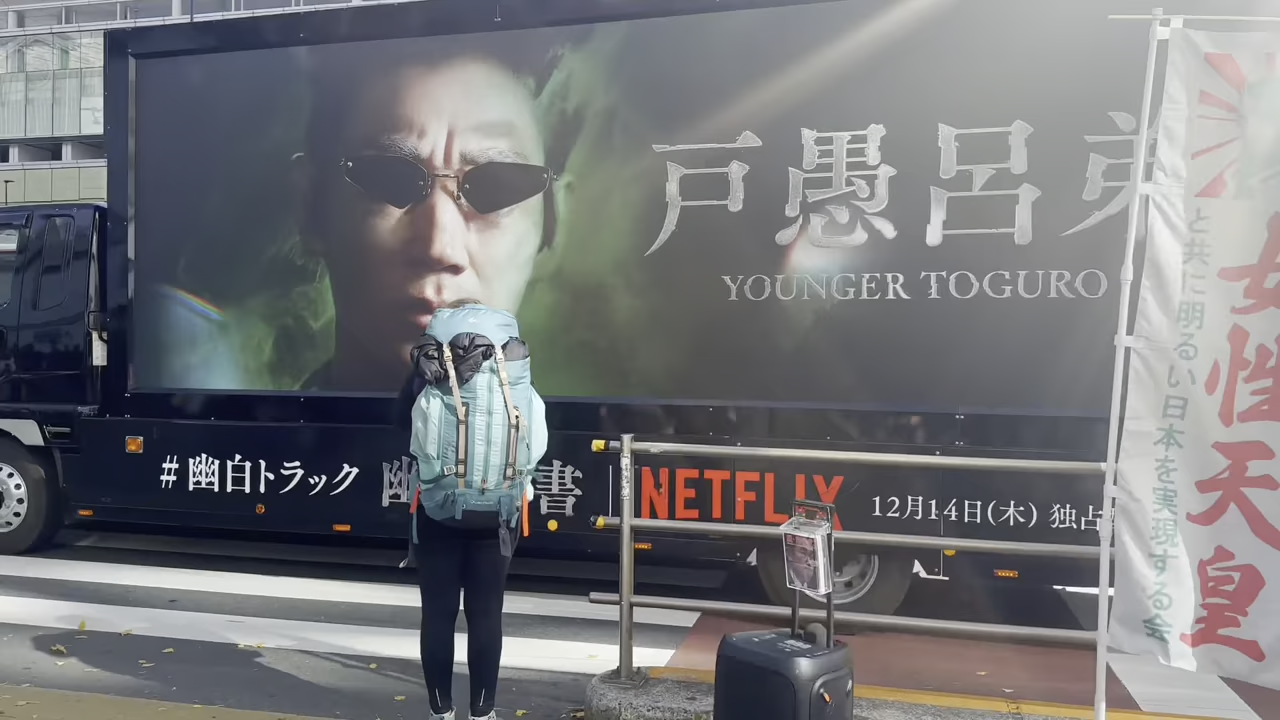 戸愚呂弟
YOUNGER TOGURO
#幽白トラック
幽 書
NETFLIX
12月14日(木) 独占
女性天皇
と共に明るい日本を実現する会